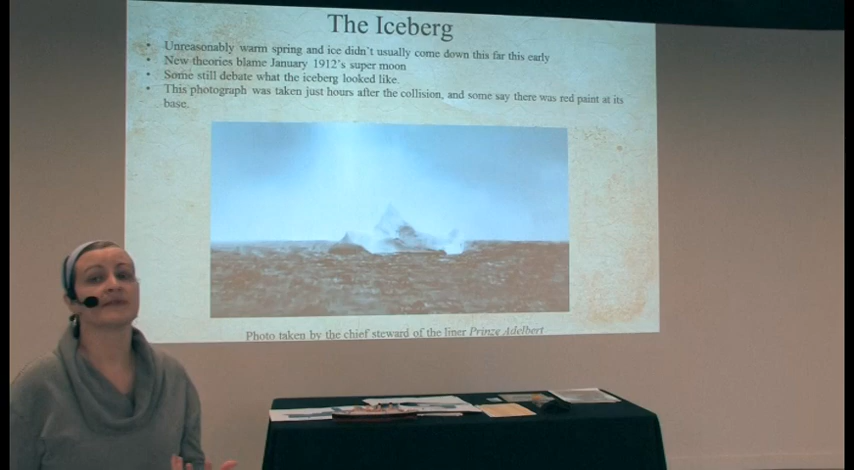 The Iceberg
• Unreasonably warm spring and ice didn't usually come down this far this early
• New theories blame January 1912's super moon
• Some still debate what the iceberg looked like.
• This photograph was taken just hours after the collision, and some say there was red paint at its
base.
Photo taken by the chief steward of the liner Prinze Adelbert